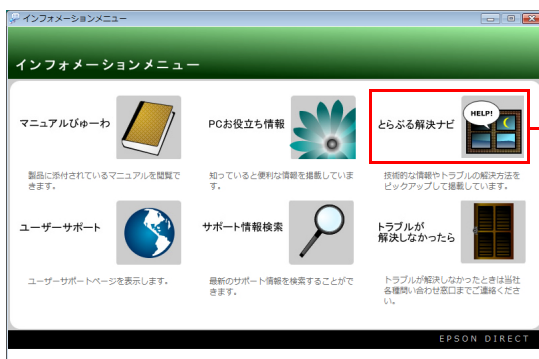 インフォメーションメニュー
インフォメーションメニュー
マニュアルびゅーわ
製品に添付されているマニュアルを閲覧で
きます。
PCお役立ち情報
知っていると便利な情報を掲載していま
す。
とらぶる解決ナビ
HELP!
技術的な情報やトラブルの解決方法を
ピックアップして掲載しています。
ユーザーサポート
ユーザーサポートページを表示します。
サポート情報検索
最新のサポート情報を検索することがで
きます。
トラブルが
解決しなかったら
トラブルが解決しなかったときは当社
各種問い合わせ窓口までご連絡くださ
い。
EPSON DIRECT